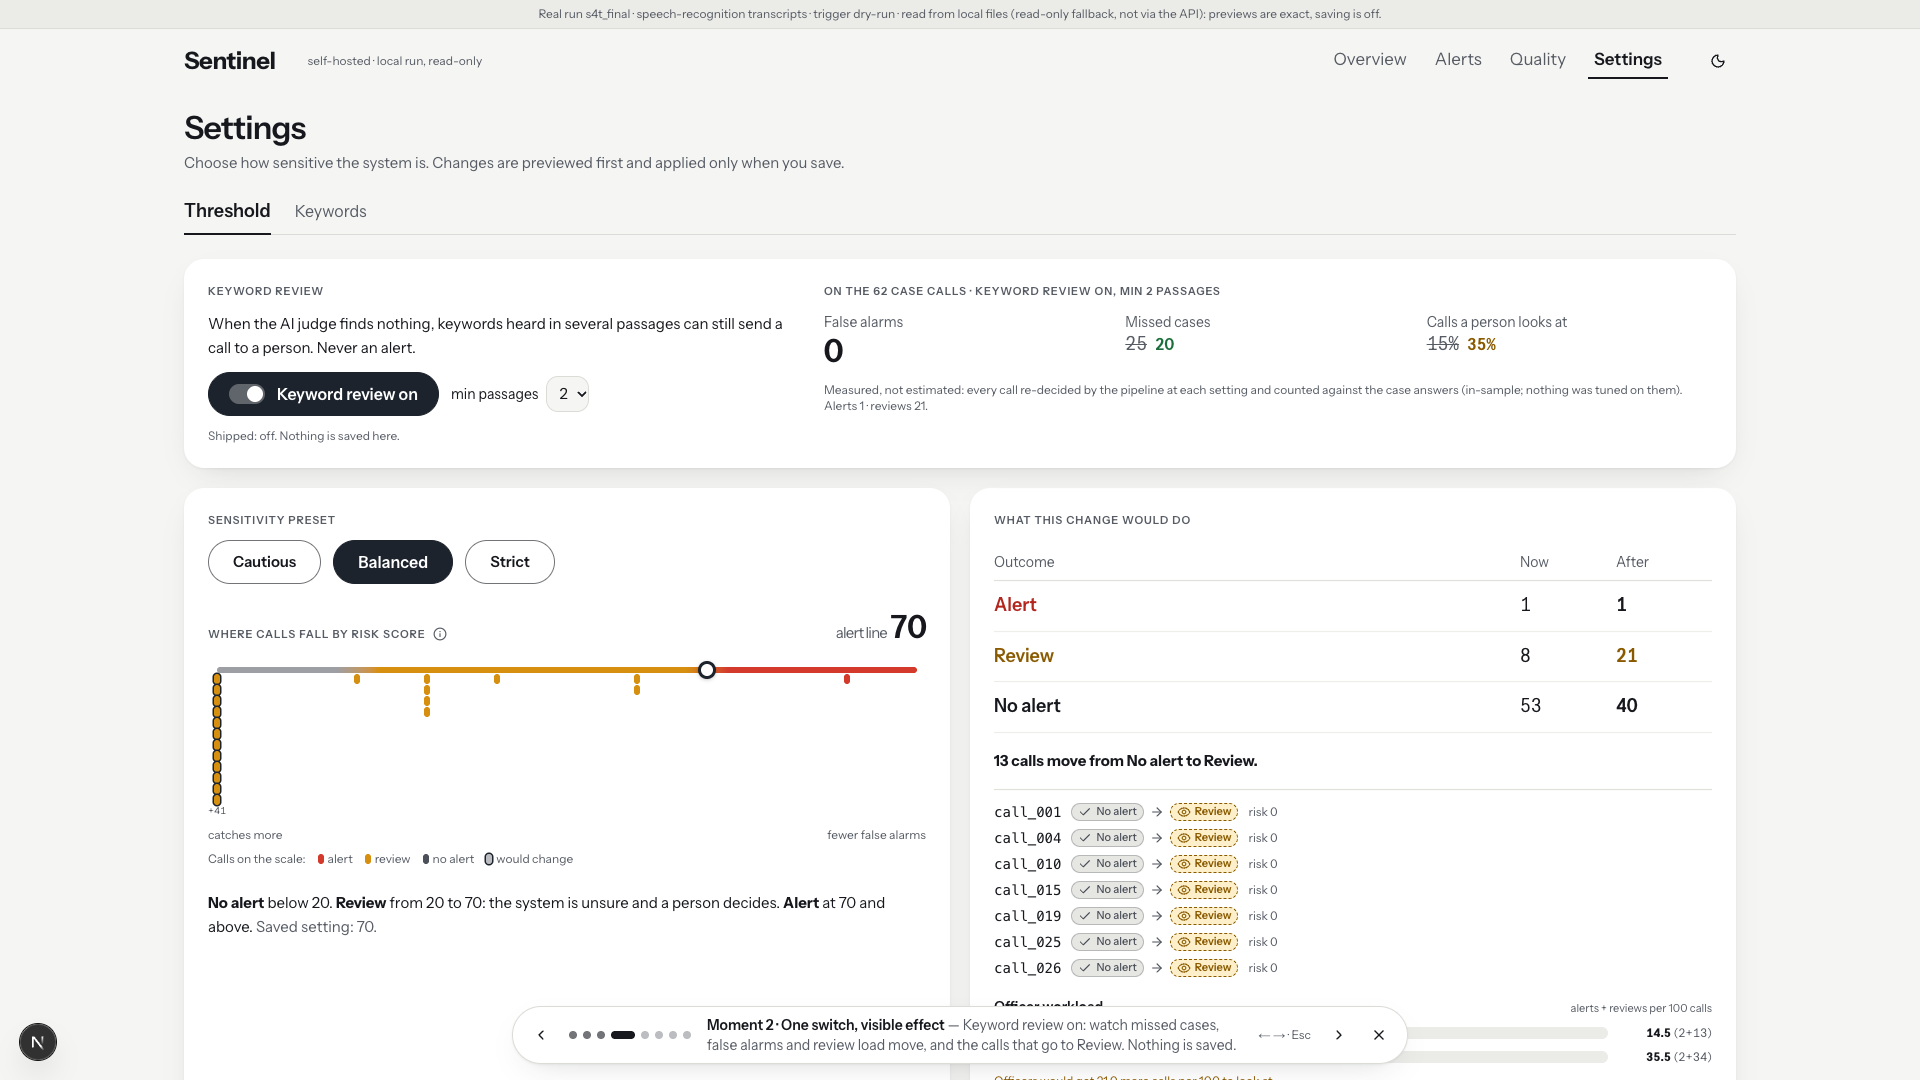 Real run s4t_final · speech-recognition transcripts · trigger dry-run · read from local files (read-only fallback, not via the API): previews are exact, saving is off.
Sentinel
self-hosted · local run, read-only
Overview
Alerts
Quality
Settings
Settings
Choose how sensitive the system is. Changes are previewed first and applied only when you save.
Threshold
Keywords
KEYWORD REVIEW
When the AI judge finds nothing, keywords heard in several passages can still send a
call to a person. Never an alert.
Keyword review on
min passages
2
Shipped: off. Nothing is saved here.
ON THE 62 CASE CALLS · KEYWORD REVIEW ON, MIN 2 PASSAGES
False alarms
0
Missed cases
25 20
Calls a person looks at
15% 35%
Measured, not estimated: every call re-decided by the pipeline at each setting and counted against the case answers (in-sample; nothing was tuned on them).
Alerts 1 · reviews 21.
SENSITIVITY PRESET
Cautious
Balanced
Strict
WHERE CALLS FALL BY RISK SCORE
alert line 70
+41
catches more
fewer false alarms
Calls on the scale: alert review no alert would change
No alert below 20. Review from 20 to 70: the system is unsure and a person decides. Alert at 70 and
above. Saved setting: 70.
WHAT THIS CHANGE WOULD DO
Outcome Now After
Alert 1 1
Review 8 21
No alert 53 40
13 calls move from No alert to Review.
call_001 No alert → Review risk 0
call_004 No alert → Review risk 0
call_010 No alert → Review risk 0
call_015 No alert → Review risk 0
call_019 No alert → Review risk 0
call_025 No alert → Review risk 0
call_026 No alert → Review risk 0
Officer workload
alerts + reviews per 100 calls
14.5 (2+13)
35.5 (2+34)
N
Moment 2 · One switch, visible effect — Keyword review on: watch missed cases,
false alarms and review load move, and the calls that go to Review. Nothing is saved.
←→ · Esc